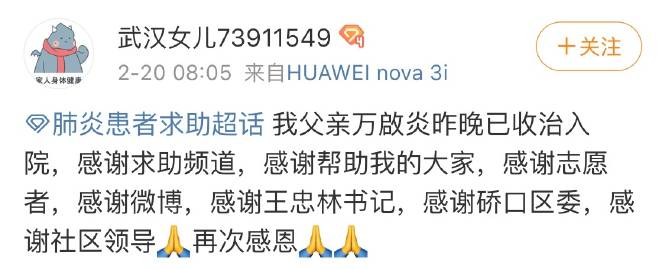 武汉女儿73911549
2-20 08:05 来自HUAWEI nova 3i
+关注
家人身体健康
肺炎患者求助超话 我父亲万啟炎昨晚已收治入
院，感谢求助频道，感谢帮助我的大家，感谢志愿
者，感谢微博，感谢王忠林书记，感谢硚口区委，感
谢社区领导🙏再次感恩🙏🙏